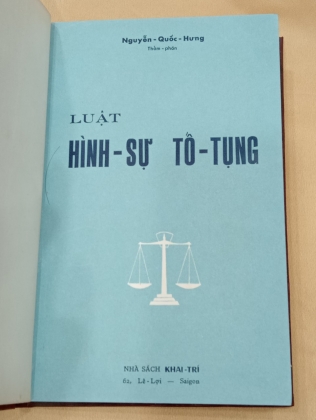 Nguyễn-Quốc-Hưng
Thẩm-phán
LUẬT
HÌNH-SỰ TỐ-TỤNG
NHÀ SÁCH KHAI-TRÍ
62, Lê-Lợi — Saigon